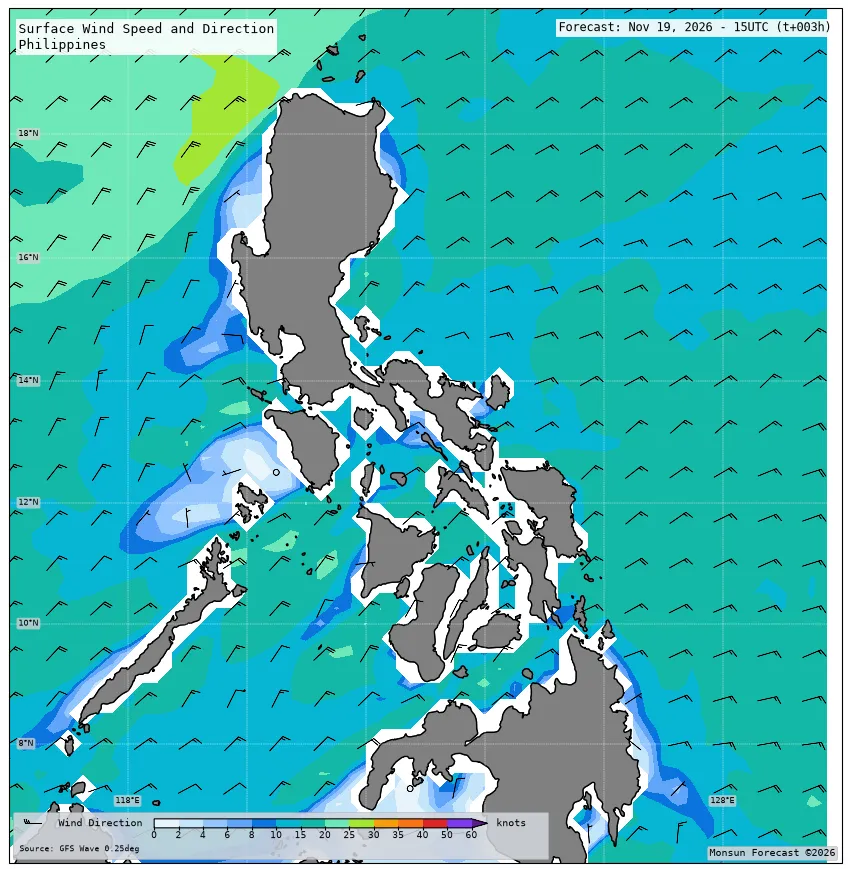 Surface Wind Speed and Direction
Philippines
Forecast: Nov 19, 2026 - 15UTC (t+003h)
18°N
16°N
14°N
12°N
10°N
8°N
118°E
128°E
Wind Direction
0 2 4 6 8 10 15 20 25 30 35 40 50 60
knots
Source: GFS Wave 0.25deg
Monsun Forecast ©2026